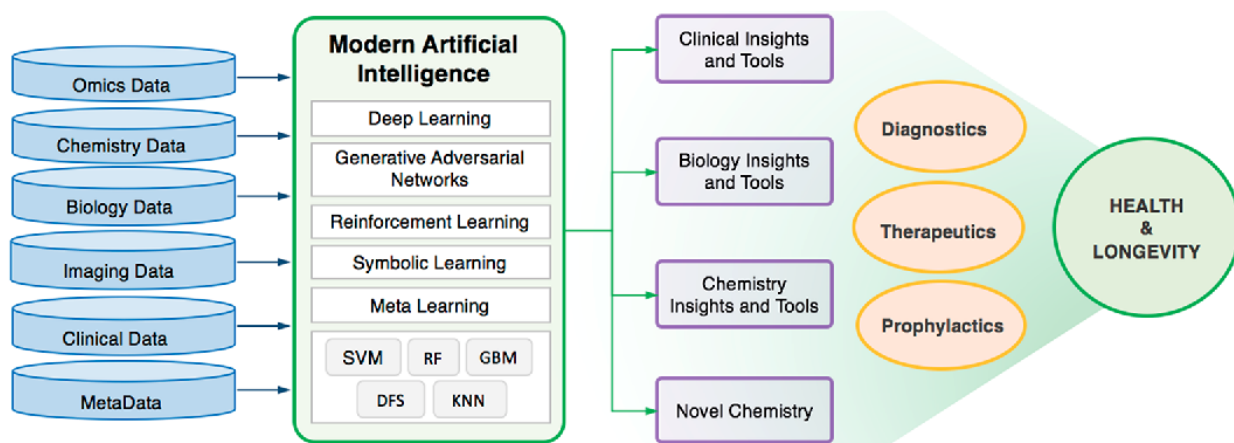 Omics Data
Chemistry Data
Biology Data
Imaging Data
Clinical Data
MetaData
Modern Artificial
Intelligence
Deep Learning
Generative Adversarial
Networks
Reinforcement Learning
Symbolic Learning
Meta Learning
SVM RF GBM
DFS KNN
Clinical Insights
and Tools
Biology Insights
and Tools
Chemistry
Insights and Tools
Novel Chemistry
Diagnostics
Therapeutics
Prophylactics
HEALTH
&
LONGEVITY